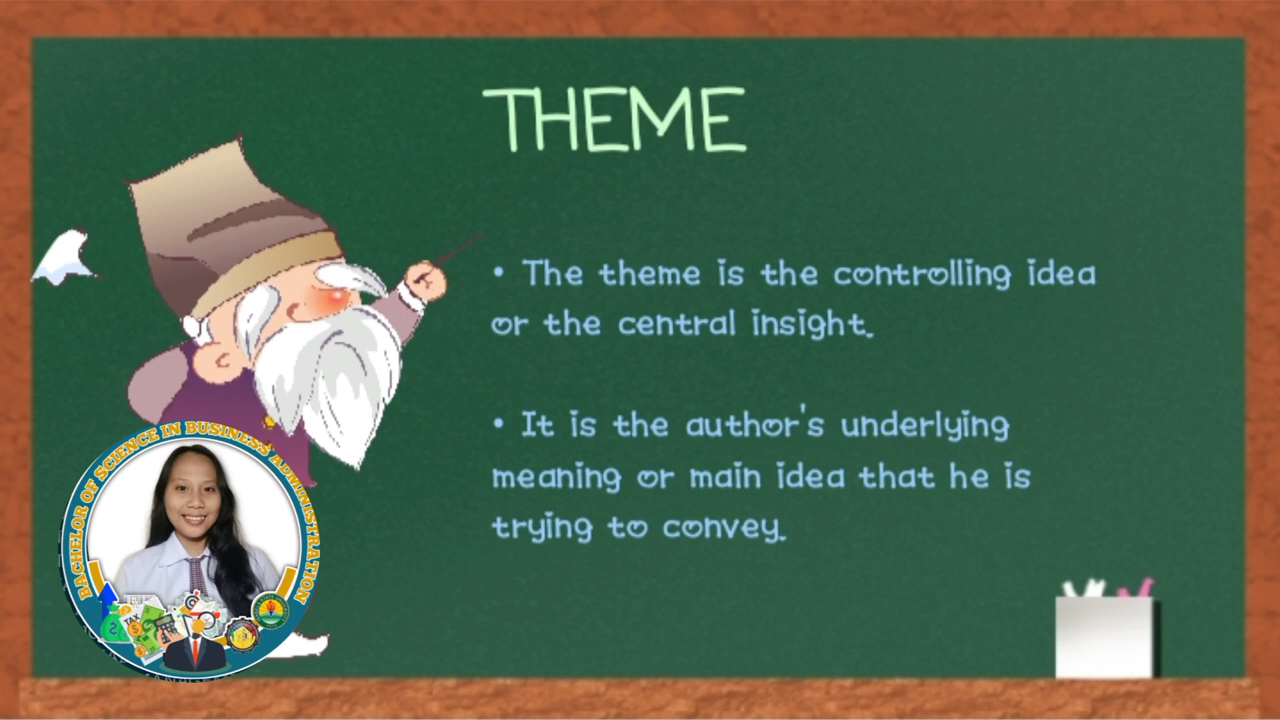 THEME
• The theme is the controlling idea
or the central insight.
• It is the author's underlying
meaning or main idea that he is
trying to convey.
BACHELOR OF SCIENCE IN BUSINESS ADMINISTRATION
TAX